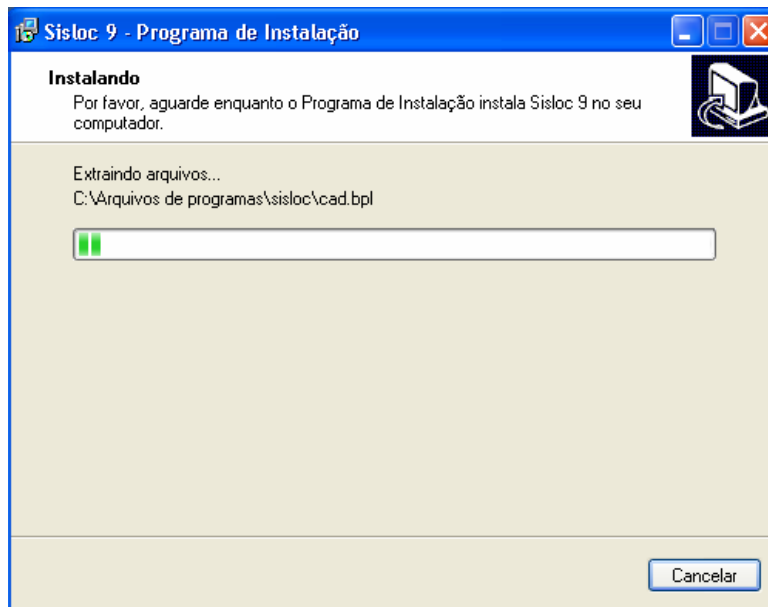 Sisloc 9 - Programa de Instalação
Instalando
Por favor, aguarde enquanto o Programa de Instalação instala Sisloc 9 no seu
computador.
Extraindo arquivos...
C:\Arquivos de programas\sisloc\cad.bpl
Cancelar